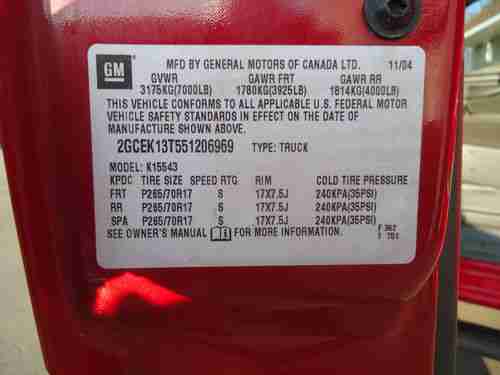 GM
MFD BY GENERAL MOTORS OF CANADA LTD. 11/04
GVWR GAWR FRT GAWR RR
3175KG(7000LB) 1780KG(3925LB) 1814KG(4000LB)
THIS VEHICLE CONFORMS TO ALL APPLICABLE U.S. FEDERAL MOTOR
VEHICLE SAFETY STANDARDS IN EFFECT ON THE DATE OF
MANUFACTURE SHOWN ABOVE.
2GCEK13T551206969 TYPE: TRUCK
MODEL: K15543
KPDC TIRE SIZE SPEED RTG RIM COLD TIRE PRESSURE
FRT P265/70R17 S 17X7.5J 240KPA(35PSI)
RR P265/70R17 S 17X7.5J 240KPA(35PSI)
SPA P265/70R17 S 17X7.5J 240KPA(35PSI)
SEE OWNER'S MANUAL FOR MORE INFORMATION. F 362